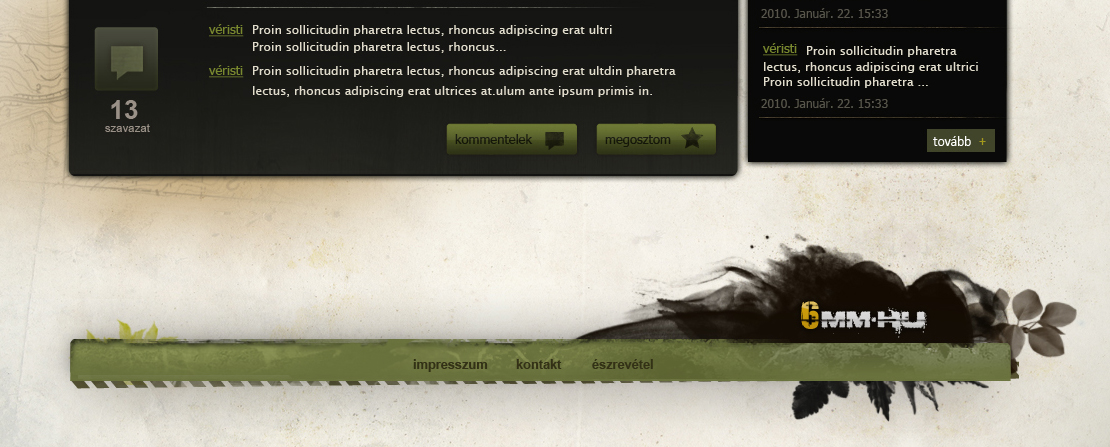 véristi Proin sollicitudin pharetra lectus, rhoncus adipiscing erat ultri
Proin sollicitudin pharetra lectus, rhoncus...
véristi Proin sollicitudin pharetra lectus, rhoncus adipiscing erat ultdin pharetra
lectus, rhoncus adipiscing erat ultrices at.ulum ante ipsum primis in.
13
szavazat
kommentelek
megosztom
2010. Január. 22. 15:33
véristi Proin sollicitudin pharetra
lectus, rhoncus adipiscing erat ultrici
Proin sollicitudin pharetra ...
2010. Január. 22. 15:33
tovább +
6MM.HU
impresszum kontakt észrevétel